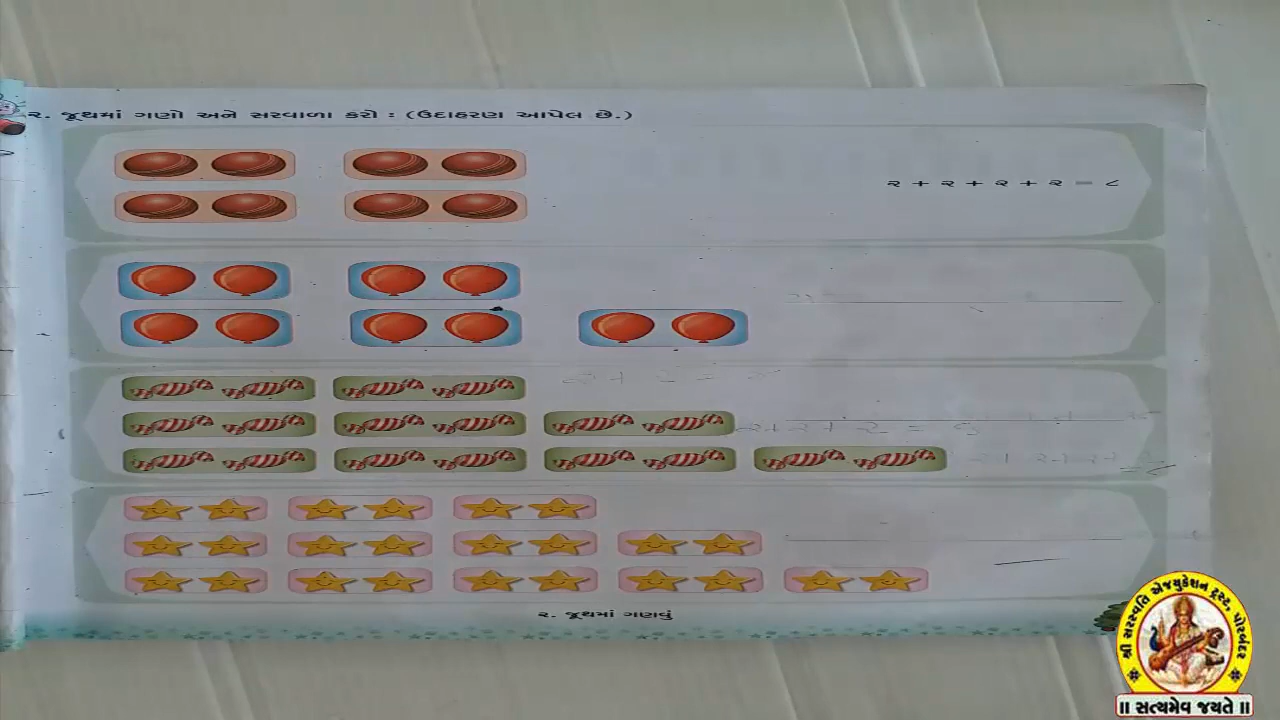 ૨. જૂથમાં ગણો અને સરવાળા કરો : (ઉદાહરણ આપેલ છે.)
૨ + ૨ + ૨ + ૨ = ૮
૨. જૂથમાં ગણવું
શ્રી સરસ્વતિ એજયુકેશન ટ્રસ્ટ, પોરબંદર
॥ સત્યમેવ જયતે ॥